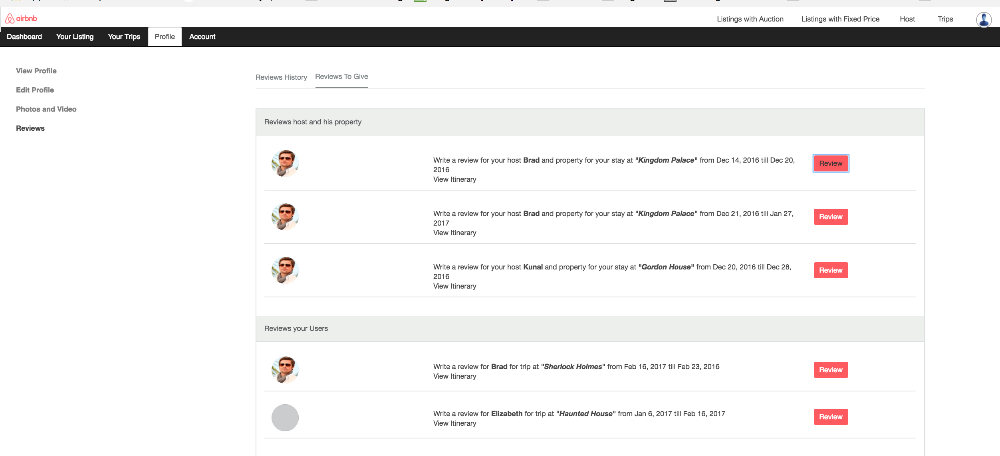 airbnb
Listings with Auction
Listings with Fixed Price
Host
Trips
Dashboard
Your Listing
Your Trips
Profile
Account
View Profile
Edit Profile
Photos and Video
Reviews
Reviews History
Reviews To Give
Reviews host and his property
Write a review for your host Brad and property for your stay at "Kingdom Palace" from Dec 14, 2016 till Dec 20,
2016
View Itinerary
Review
Write a review for your host Brad and property for your stay at "Kingdom Palace" from Dec 21, 2016 till Jan 27,
2017
View Itinerary
Review
Write a review for your host Kunal and property for your stay at "Gordon House" from Dec 20, 2016 till Dec 28,
2016
View Itinerary
Review
Reviews your Users
Write a review for Brad for trip at "Sherlock Holmes" from Feb 16, 2017 till Feb 23, 2016
View Itinerary
Review
Write a review for Elizabeth for trip at "Haunted House" from Jan 6, 2017 till Feb 16, 2017
View Itinerary
Review